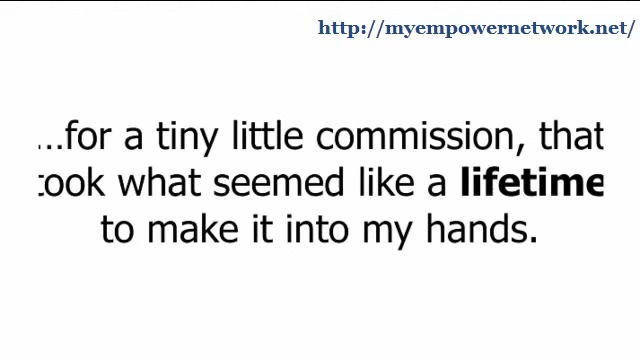 http://myempowernetwork.net/
...for a tiny little commission, that
took what seemed like a lifetime
to make it into my hands.